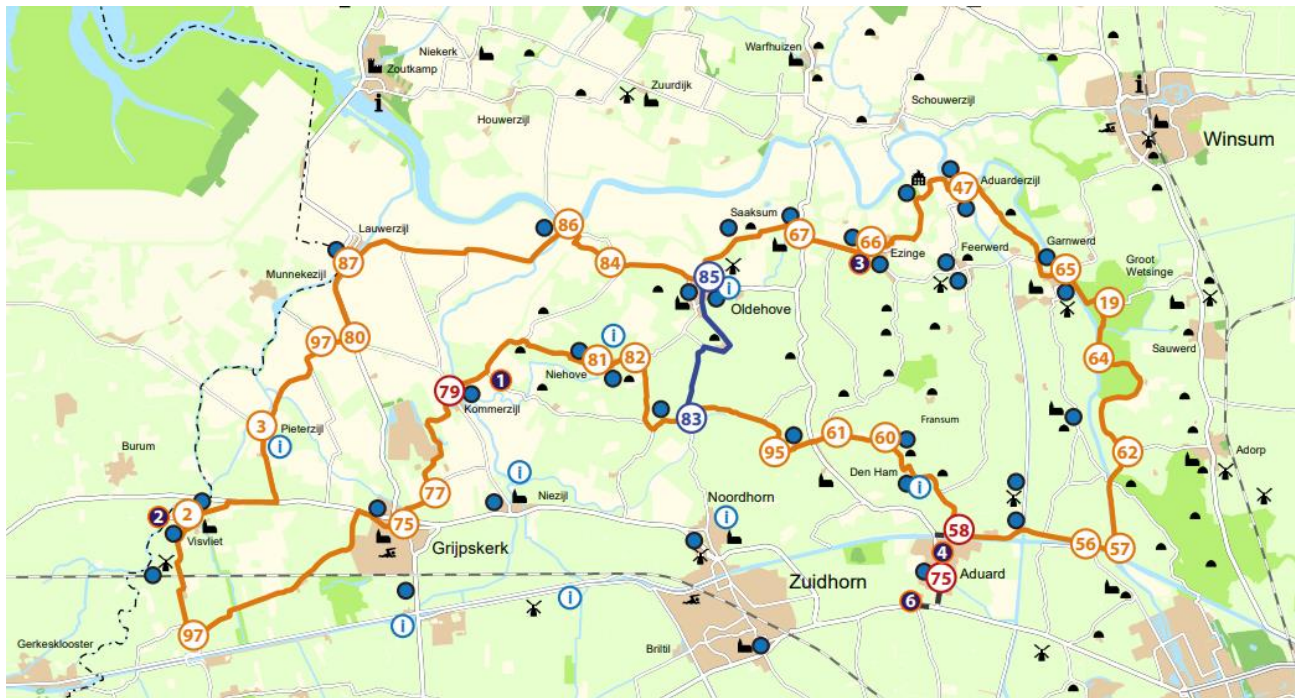 Niekerk
Zoutkamp
i
Houwerzijl
Zuurdijk
Warfhuizen
Schouwerzijl
i
Winsum
Lauwerzijl
87
Munnekezijl
86
84
Saaksum
67
85
i
Oldehove
66
3
Ezinge
47
Aduarderzijl
Feerwerd
Garnwerd
65
Groot
Wetsinge
19
64
Sauwerd
97
80
i
81
82
Niehove
79
1
Kommerzijl
83
3
Pieterzijl
i
Burum
95
61
60
Fransum
Den Ham
i
62
Adorp
77
i
Niezijl
Noordhorn
i
2
2
Visvliet
75
Grijpskerk
58
4
75
Aduard
6
56
57
Zuidhorn
i
i
97
Gerkesklooster
Briltil